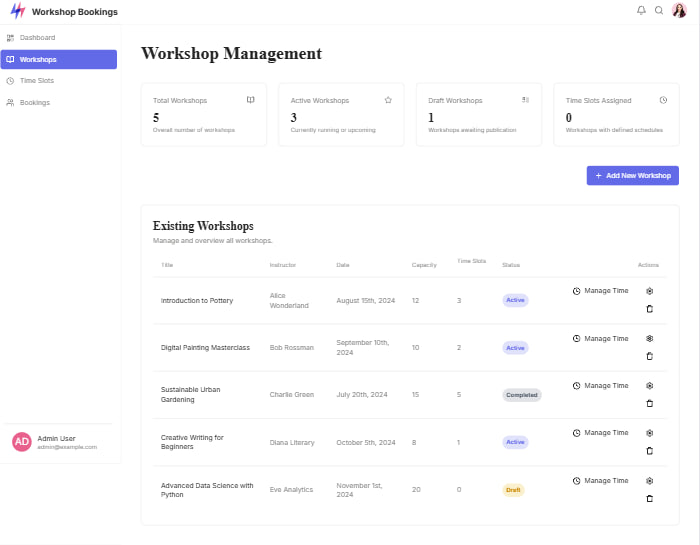 Workshop Bookings
Dashboard
Workshops
Time Slots
Bookings
AD
Admin User
admin@example.com
Workshop Management
Total Workshops
5
Overall number of workshops
Active Workshops
3
Currently running or upcoming
Draft Workshops
1
Workshops awaiting publication
Time Slots Assigned
0
Workshops with defined schedules
+ Add New Workshop
Existing Workshops
Manage and overview all workshops.
Title Instructor Date Capacity Time Slots Status Actions
Introduction to Pottery Alice Wonderland August 15th, 2024 12 3 Active Manage Time
Digital Painting Masterclass Bob Rossman September 10th, 2024 10 2 Active Manage Time
Sustainable Urban Gardening Charlie Green July 20th, 2024 15 5 Completed Manage Time
Creative Writing for Beginners Diana Literary October 5th, 2024 8 1 Active Manage Time
Advanced Data Science with Python Eve Analytics November 1st, 2024 20 0 Draft Manage Time